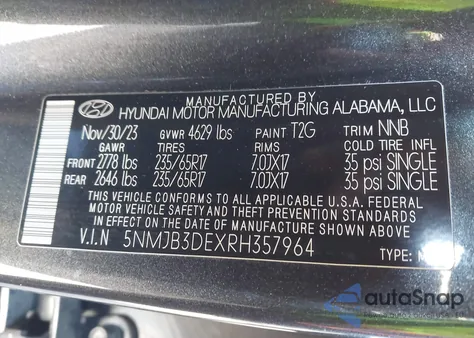 MANUFACTURED BY
HYUNDAI MOTOR MANUFACTURING ALABAMA, LLC
Nov/30/23 GVWR 4629 lbs PAINT T2G TRIM NNB
GAWR TIRES RIMS COLD TIRE INFL
FRONT 2778 lbs 235/65R17 7.0JX17 35 psi SINGLE
REAR 2646 lbs 235/65R17 7.0JX17 35 psi SINGLE
THIS VEHICLE CONFORMS TO ALL APPLICABLE U.S.A. FEDERAL
MOTOR VEHICLE SAFETY AND THEFT PREVENTION STANDARDS
IN EFFECT ON THE DATE OF MANUFACTURE SHOWN ABOVE.
V.I.N 5NMJB3DEXRH357964
TYPE:
autoSnap